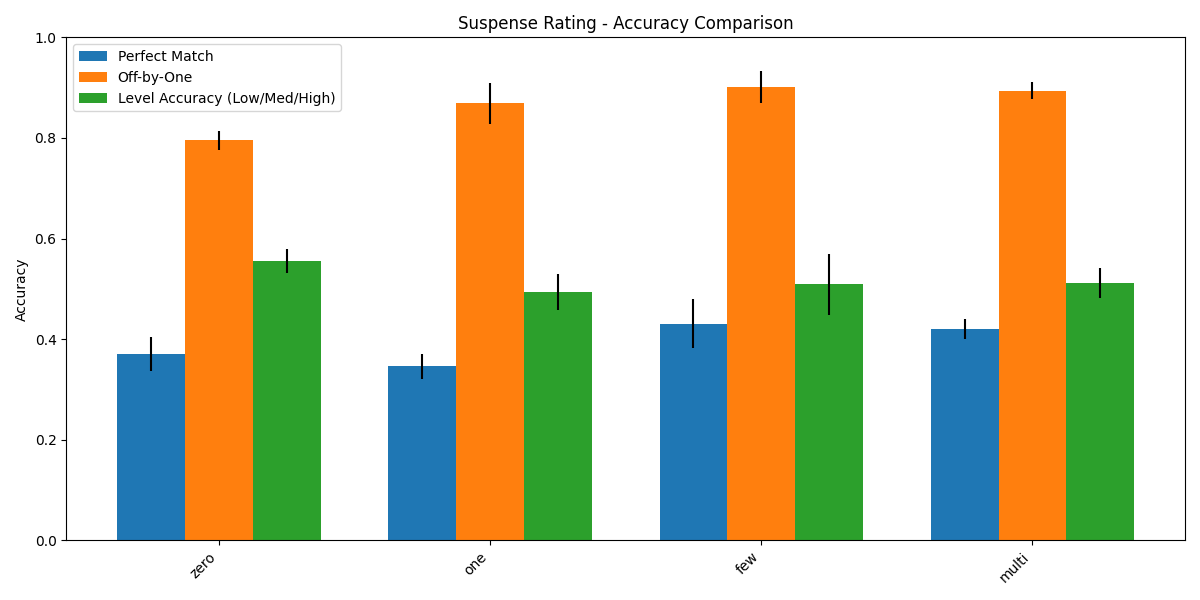 Suspense Rating - Accuracy Comparison
Perfect Match
Off-by-One
Level Accuracy (Low/Med/High)
Accuracy
1.0
0.8
0.6
0.4
0.2
0.0
zero
one
few
multi